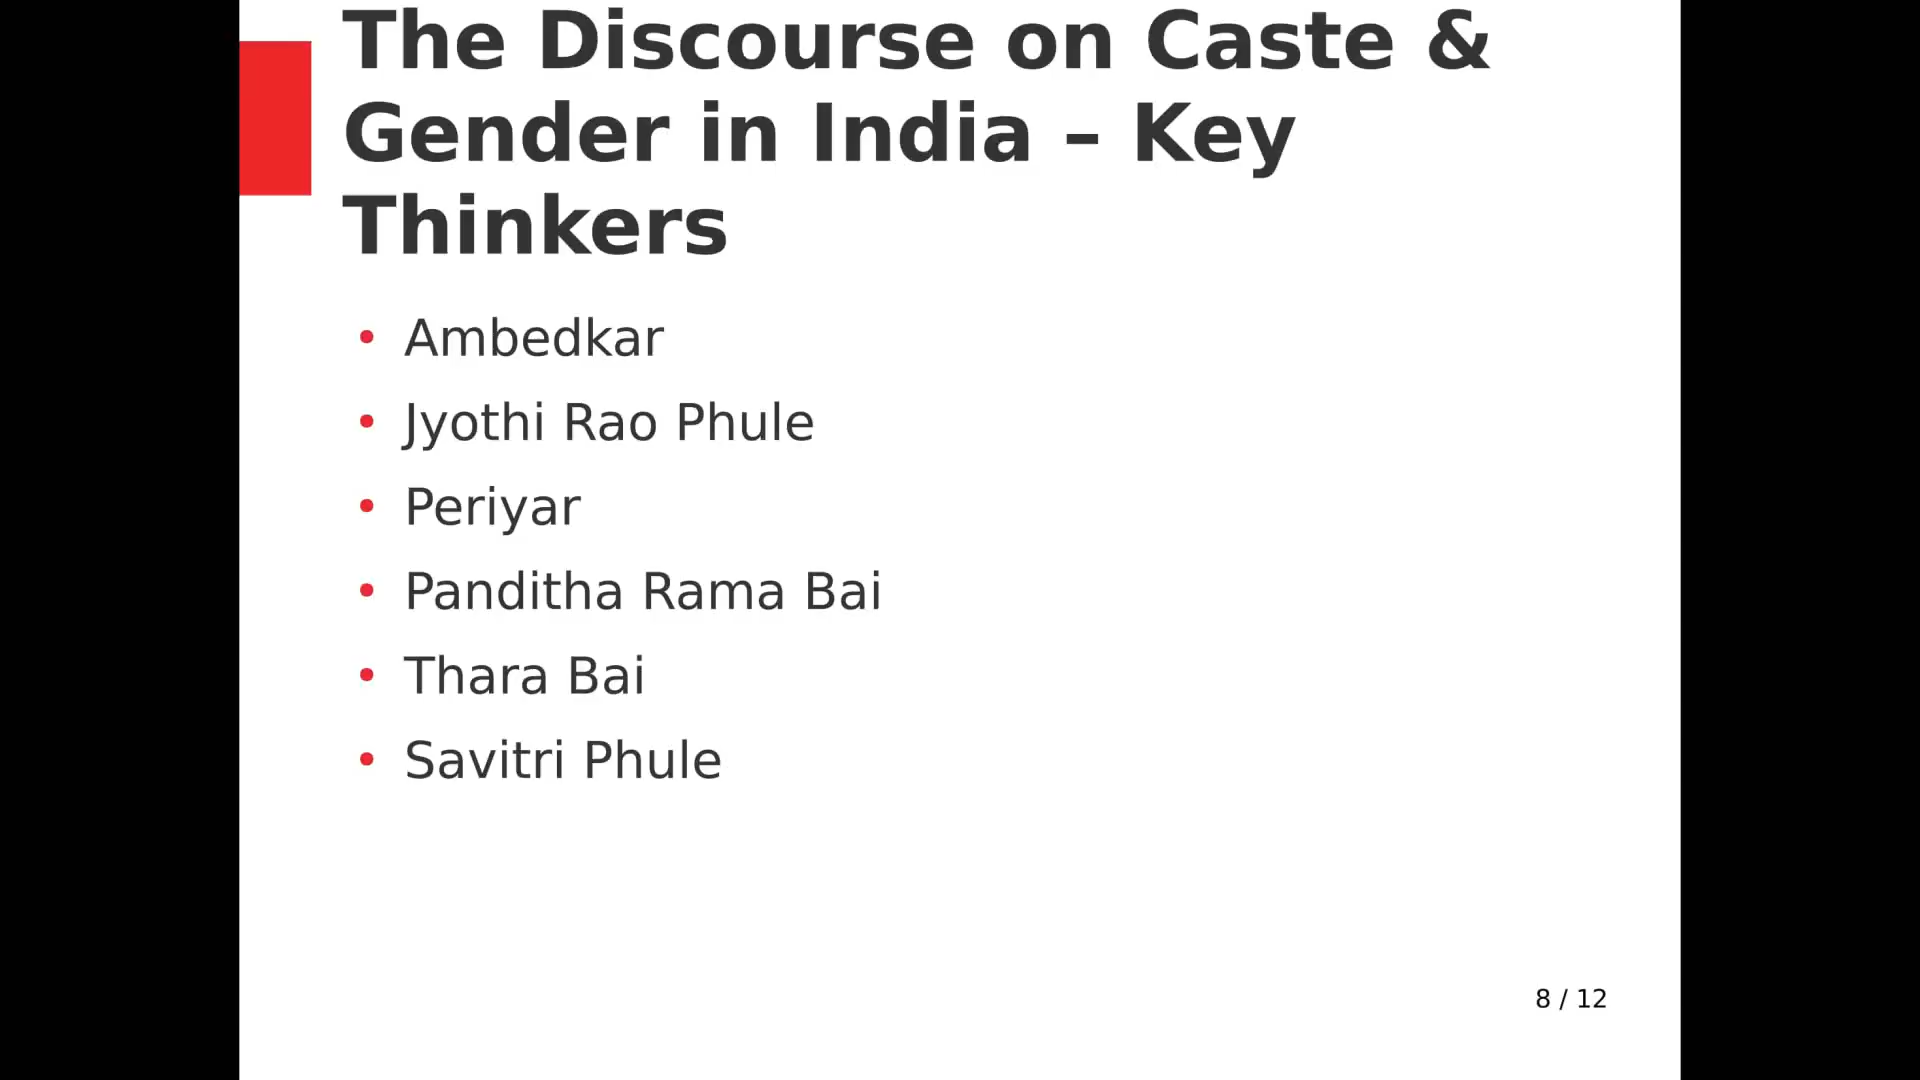 The Discourse on Caste &
Gender in India – Key
Thinkers
• Ambedkar
• Jyothi Rao Phule
• Periyar
• Panditha Rama Bai
• Thara Bai
• Savitri Phule
8 / 12